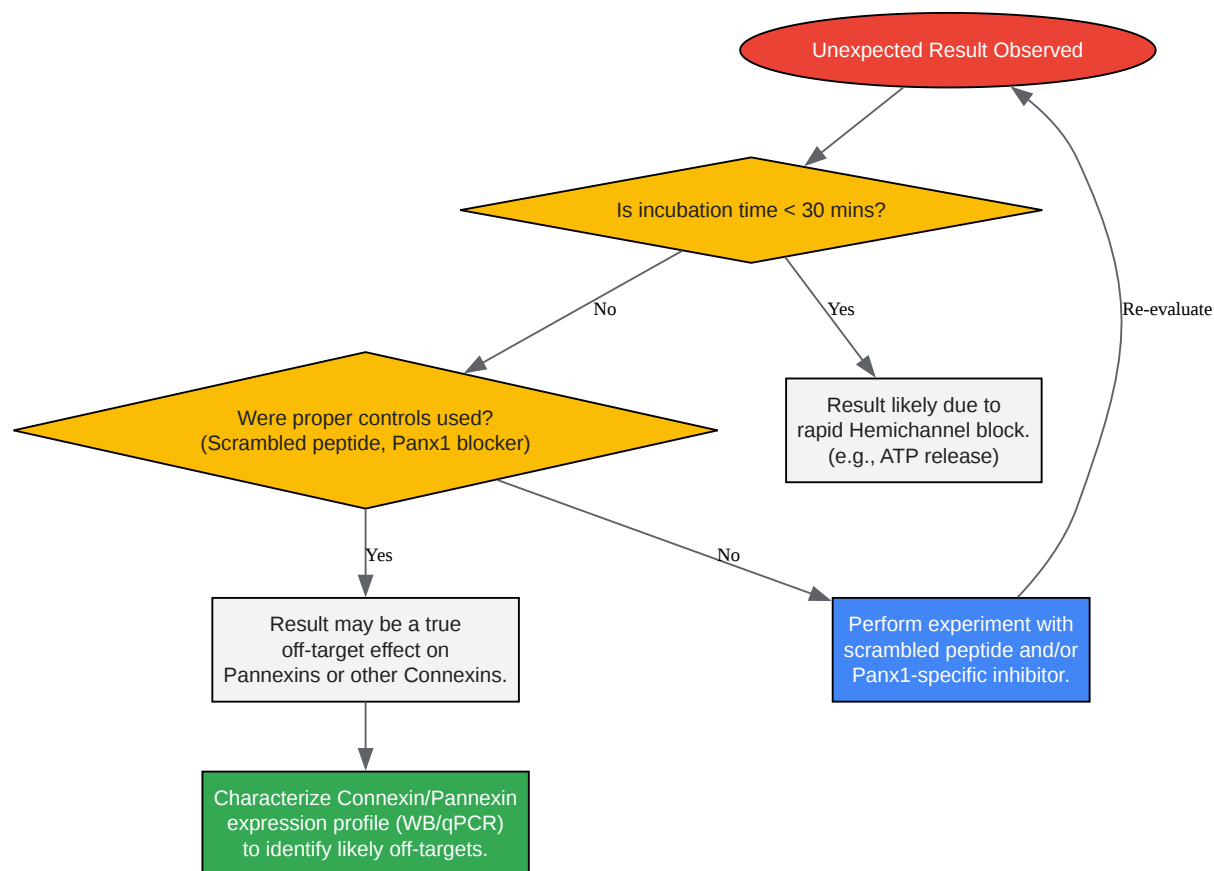 Unexpected Result Observed
Is incubation time < 30 mins?
No
Yes
Re-evaluate
Were proper controls used?
(Scrambled peptide, Panx1 blocker)
Result likely due to
rapid Hemichannel block.
(e.g., ATP release)
Yes
No
Result may be a true
off-target effect on
Pannexins or other Connexins.
Perform experiment with
scrambled peptide and/or
Panx1-specific inhibitor.
Characterize Connexin/Pannexin
expression profile (WB/qPCR)
to identify likely off-targets.